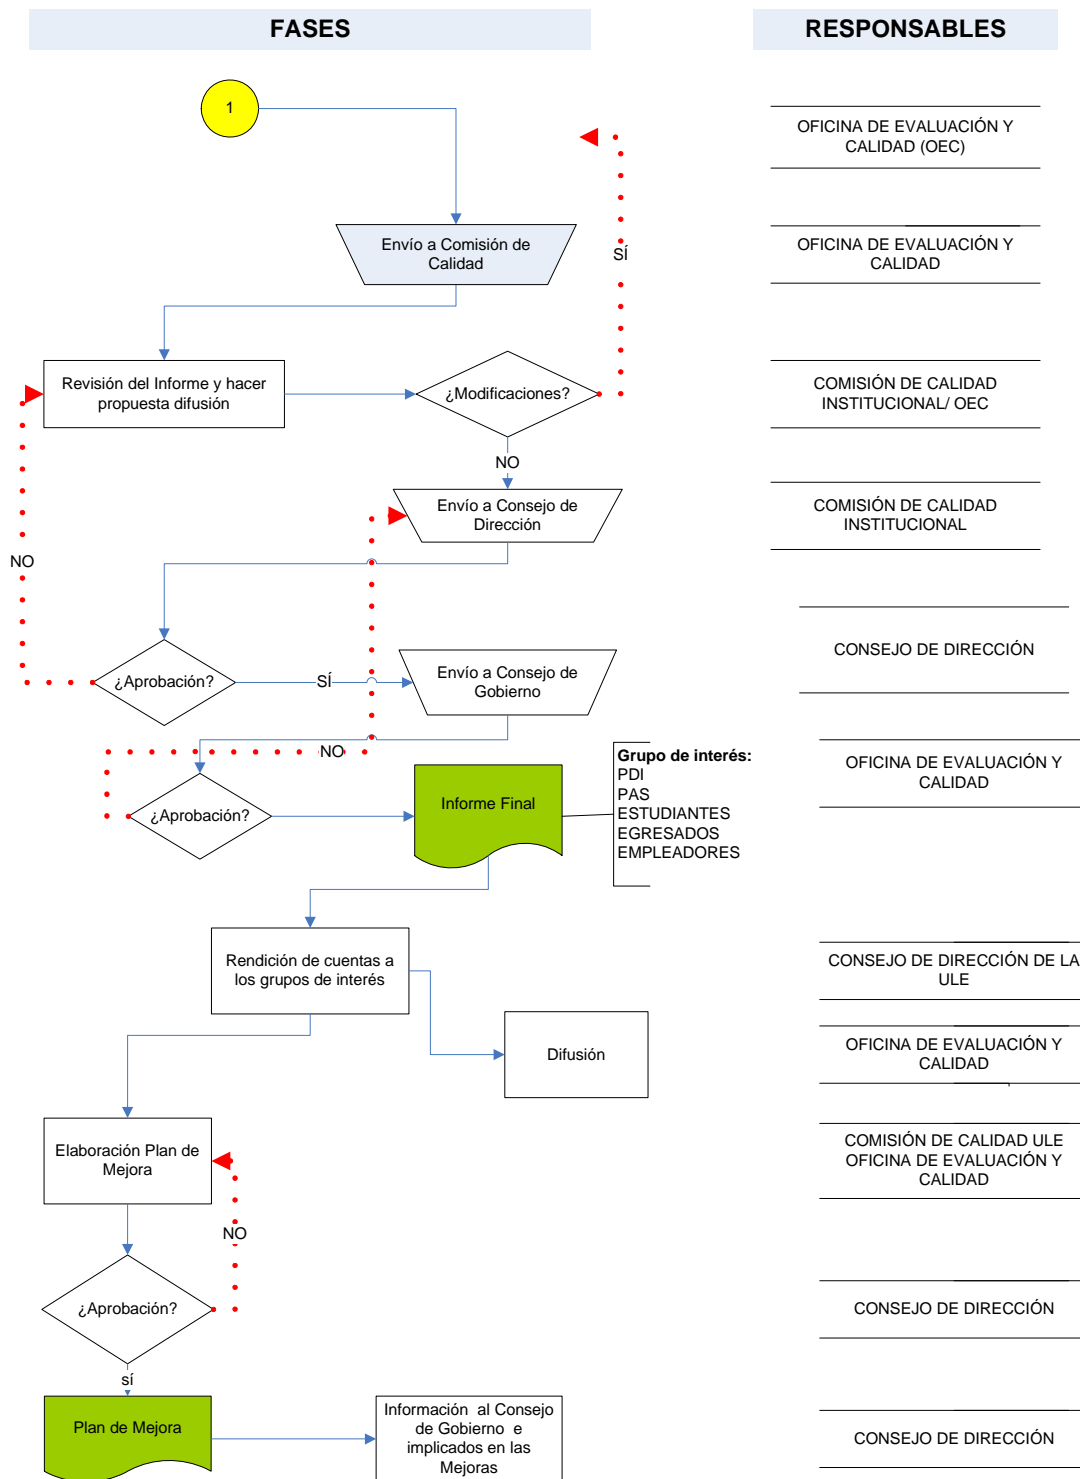 FASES
RESPONSABLES
1
OFICINA DE EVALUACIÓN Y
CALIDAD (OEC)
Envío a Comisión de
Calidad
SÍ
OFICINA DE EVALUACIÓN Y
CALIDAD
Revisión del Informe y hacer
propuesta difusión
¿Modificaciones?
COMISIÓN DE CALIDAD
INSTITUCIONAL/ OEC
NO
Envío a Consejo de
Dirección
COMISIÓN DE CALIDAD
INSTITUCIONAL
NO
¿Aprobación?
SÍ
Envío a Consejo de
Gobierno
CONSEJO DE DIRECCIÓN
NO
¿Aprobación?
Informe Final
Grupo de interés:
PDI
PAS
ESTUDIANTES
EGRESADOS
EMPLEADORES
OFICINA DE EVALUACIÓN Y
CALIDAD
Rendición de cuentas a
los grupos de interés
CONSEJO DE DIRECCIÓN DE LA
ULE
Difusión
OFICINA DE EVALUACIÓN Y
CALIDAD
Elaboración Plan de
Mejora
COMISIÓN DE CALIDAD ULE
OFICINA DE EVALUACIÓN Y
CALIDAD
NO
¿Aprobación?
CONSEJO DE DIRECCIÓN
sí
Plan de Mejora
Información  al Consejo
de Gobierno  e
implicados en las
Mejoras
CONSEJO DE DIRECCIÓN